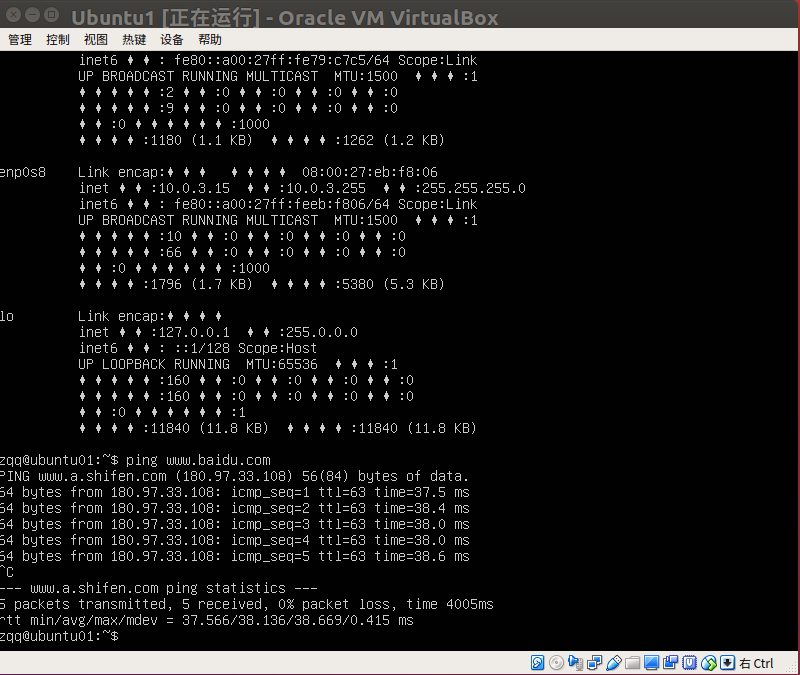 Ubuntu1 [正在运行] - Oracle VM VirtualBox
管理 控制 视图 热键 设备 帮助
inet6 ♦ ♦ : fe80::a00:27ff:fe79:c7c5/64 Scope:Link
UP BROADCAST RUNNING MULTICAST  MTU:1500  ♦ ♦ ♦ :1
♦ ♦ ♦ ♦ ♦ :2 ♦ ♦ :0 ♦ ♦ :0 ♦ ♦ :0 ♦ ♦ :0
♦ ♦ ♦ ♦ ♦ :9 ♦ ♦ :0 ♦ ♦ :0 ♦ ♦ :0 ♦ ♦ :0
♦ ♦ :0 ♦ ♦ ♦ ♦ ♦ ♦ :1000
♦ ♦ ♦ ♦ :1180 (1.1 KB)  ♦ ♦ ♦ ♦ :1262 (1.2 KB)
enp0s8    Link encap:♦ ♦ ♦   ♦ ♦ ♦ ♦  08:00:27:eb:f8:06
inet ♦ ♦ :10.0.3.15  ♦ ♦ :10.0.3.255  ♦ ♦ :255.255.255.0
inet6 ♦ ♦ : fe80::a00:27ff:feeb:f806/64 Scope:Link
UP BROADCAST RUNNING MULTICAST  MTU:1500  ♦ ♦ ♦ :1
♦ ♦ ♦ ♦ ♦ :10 ♦ ♦ :0 ♦ ♦ :0 ♦ ♦ :0 ♦ ♦ :0
♦ ♦ ♦ ♦ ♦ :66 ♦ ♦ :0 ♦ ♦ :0 ♦ ♦ :0 ♦ ♦ :0
♦ ♦ :0 ♦ ♦ ♦ ♦ ♦ ♦ :1000
♦ ♦ ♦ ♦ :1796 (1.7 KB)  ♦ ♦ ♦ ♦ :5380 (5.3 KB)
lo        Link encap:♦ ♦ ♦ ♦
inet ♦ ♦ :127.0.0.1  ♦ ♦ :255.0.0.0
inet6 ♦ ♦ : ::1/128 Scope:Host
UP LOOPBACK RUNNING  MTU:65536  ♦ ♦ ♦ :1
♦ ♦ ♦ ♦ ♦ :160 ♦ ♦ :0 ♦ ♦ :0 ♦ ♦ :0 ♦ ♦ :0
♦ ♦ ♦ ♦ ♦ :160 ♦ ♦ :0 ♦ ♦ :0 ♦ ♦ :0 ♦ ♦ :0
♦ ♦ :0 ♦ ♦ ♦ ♦ ♦ ♦ :1
♦ ♦ ♦ ♦ :11840 (11.8 KB)  ♦ ♦ ♦ ♦ :11840 (11.8 KB)
zqq@ubuntu01:~$ ping www.baidu.com
PING www.a.shifen.com (180.97.33.108) 56(84) bytes of data.
64 bytes from 180.97.33.108: icmp_seq=1 ttl=63 time=37.5 ms
64 bytes from 180.97.33.108: icmp_seq=2 ttl=63 time=38.4 ms
64 bytes from 180.97.33.108: icmp_seq=3 ttl=63 time=38.0 ms
64 bytes from 180.97.33.108: icmp_seq=4 ttl=63 time=38.0 ms
64 bytes from 180.97.33.108: icmp_seq=5 ttl=63 time=38.6 ms
^C
--- www.a.shifen.com ping statistics ---
5 packets transmitted, 5 received, 0% packet loss, time 4005ms
rtt min/avg/max/mdev = 37.566/38.136/38.669/0.415 ms
zqq@ubuntu01:~$
右 Ctrl